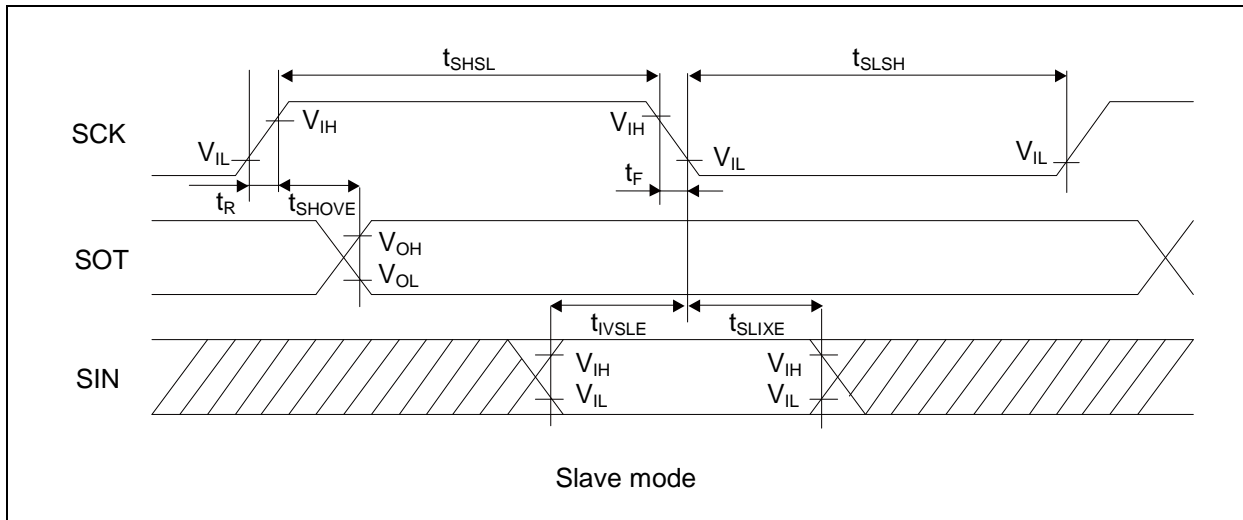 tSHSL
tSLSH
SCK
VIH
VIH
VIL
VIL
VIL
tR
tSHOVE
tF
SOT
VOH
VOL
tIVSLE
tSLIXE
SIN
VIH
VIH
VIL
VIL
Slave mode